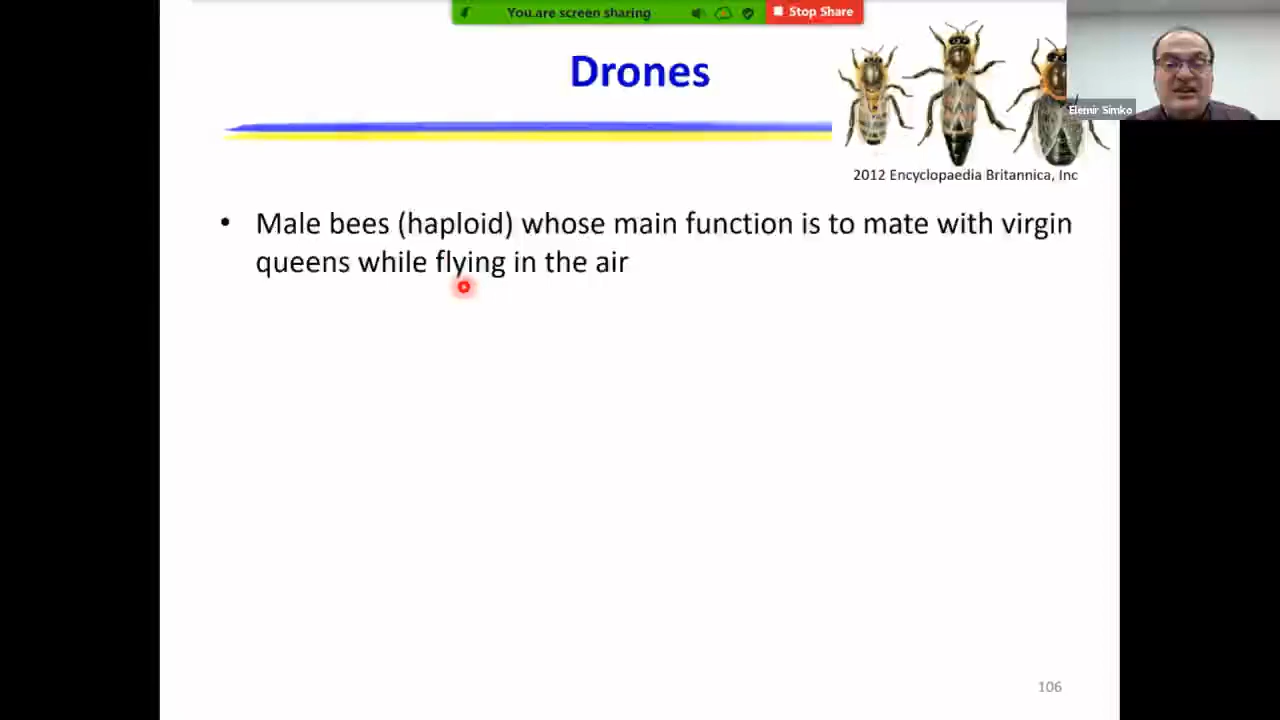 You are screen sharing
Stop Share
Drones
Elemir Simko
2012 Encyclopaedia Britannica, Inc
• Male bees (haploid) whose main function is to mate with virgin
queens while flying in the air
106